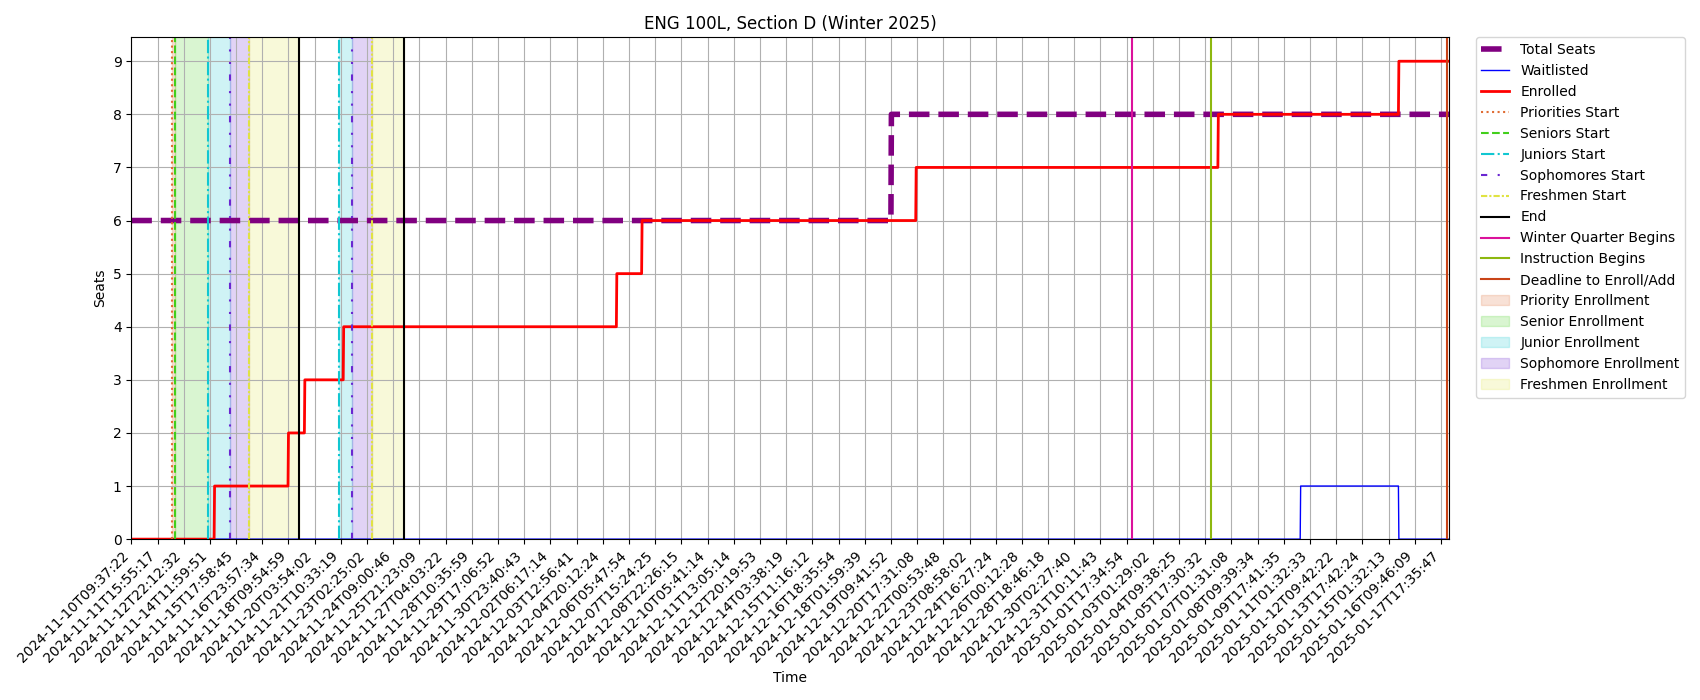 ENG 100L, Section D (Winter 2025)
Seats
9
8
7
6
5
4
3
2
1
0
2024-11-10T09:37:22
2024-11-11T15:55:17
2024-11-12T22:12:32
2024-11-14T11:59:51
2024-11-15T17:58:45
2024-11-16T23:57:34
2024-11-18T09:54:59
2024-11-20T03:54:02
2024-11-21T10:33:19
2024-11-23T02:25:02
2024-11-24T09:00:46
2024-11-25T21:23:09
2024-11-27T04:03:22
2024-11-28T10:35:59
2024-11-29T17:06:52
2024-11-30T23:40:43
2024-12-02T06:17:14
2024-12-03T12:56:41
2024-12-04T20:12:24
2024-12-06T05:47:54
2024-12-07T15:24:25
2024-12-08T22:26:15
2024-12-10T05:41:14
2024-12-11T13:05:14
2024-12-12T20:19:53
2024-12-14T03:38:19
2024-12-15T11:16:12
2024-12-16T18:35:54
2024-12-18T01:59:39
2024-12-19T09:41:52
2024-12-20T17:31:08
2024-12-22T00:53:48
2024-12-23T08:58:02
2024-12-24T16:27:24
2024-12-26T00:12:28
2024-12-28T18:46:18
2024-12-30T02:27:40
2024-12-31T10:11:43
2025-01-01T17:34:54
2025-01-03T01:29:02
2025-01-04T09:38:25
2025-01-05T17:30:32
2025-01-07T01:31:08
2025-01-08T09:39:34
2025-01-09T17:41:35
2025-01-11T01:32:33
2025-01-12T09:42:22
2025-01-13T17:42:24
2025-01-15T01:32:13
2025-01-16T09:46:09
2025-01-17T17:35:47
Time
Total Seats
Waitlisted
Enrolled
Priorities Start
Seniors Start
Juniors Start
Sophomores Start
Freshmen Start
End
Winter Quarter Begins
Instruction Begins
Deadline to Enroll/Add
Priority Enrollment
Senior Enrollment
Junior Enrollment
Sophomore Enrollment
Freshmen Enrollment